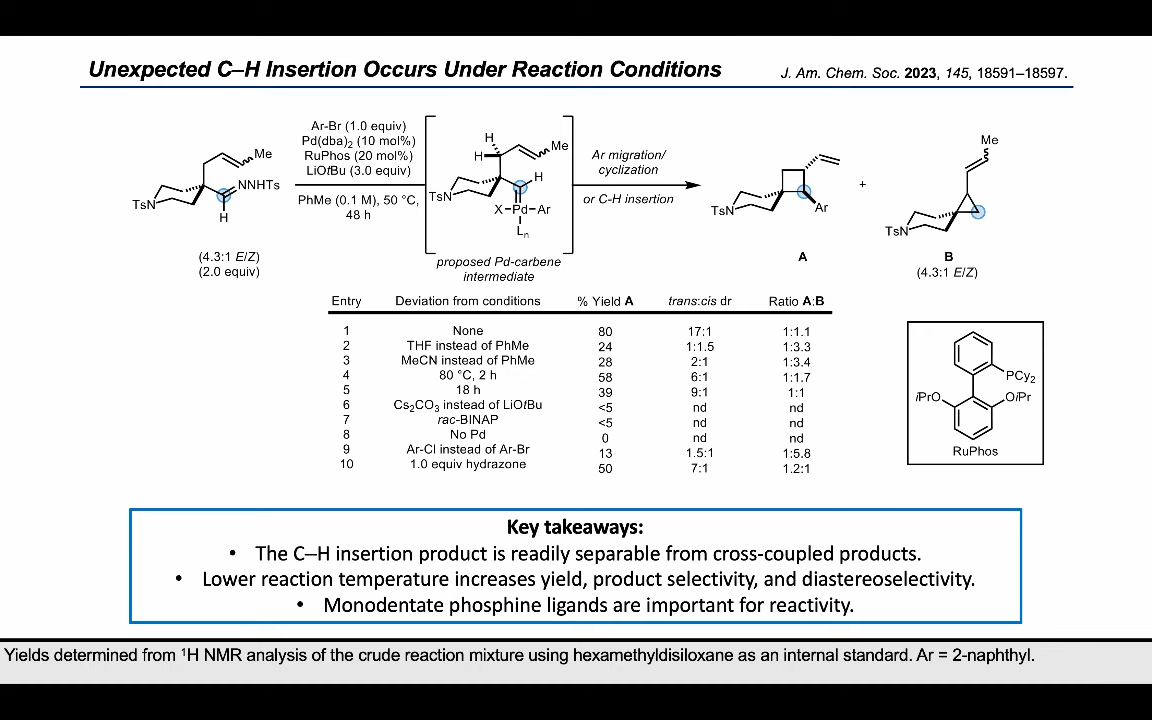 Unexpected C–H Insertion Occurs Under Reaction Conditions
J. Am. Chem. Soc. 2023, 145, 18591–18597.
Me
NNHTs
TsN
H
(4.3:1 E/Z)
(2.0 equiv)
Ar-Br (1.0 equiv)
Pd(dba)2 (10 mol%)
RuPhos (20 mol%)
LiOtBu (3.0 equiv)
PhMe (0.1 M), 50 °C,
48 h
H
H
Me
H
TsN
X Pd Ar
Ln
proposed Pd-carbene
intermediate
Ar migration/
cyclization
or C-H insertion
TsN
Ar
A
+
Me
TsN
B
(4.3:1 E/Z)
Entry Deviation from conditions % Yield A trans:cis dr Ratio A:B
1 None 80 17:1 1:1.1
2 THF instead of PhMe 24 1:1.5 1:3.3
3 MeCN instead of PhMe 28 2:1 1:3.4
4 80 °C, 2 h 58 6:1 1:1.7
5 18 h 39 9:1 1:1
6 Cs2CO3 instead of LiOtBu <5 nd nd
7 rac-BINAP <5 nd nd
8 No Pd 0 nd nd
9 Ar-Cl instead of Ar-Br 13 1.5:1 1:5.8
10 1.0 equiv hydrazone 50 7:1 1.2:1
PCy2
iPrO OiPr
RuPhos
Key takeaways:
• The C–H insertion product is readily separable from cross-coupled products.
• Lower reaction temperature increases yield, product selectivity, and diastereoselectivity.
• Monodentate phosphine ligands are important for reactivity.
Yields determined from 1H NMR analysis of the crude reaction mixture using hexamethyldisiloxane as an internal standard. Ar = 2-naphthyl.